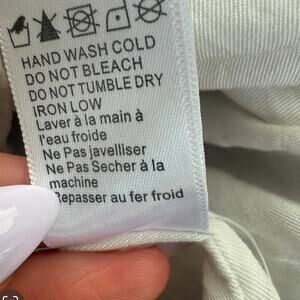 HAND WASH COLD
DO NOT BLEACH
DO NOT TUMBLE DRY
IRON LOW
Laver à la main à
l'eau froide
Ne Pas javelliser
Ne Pas Secher à la
machine
Repasser au fer froid